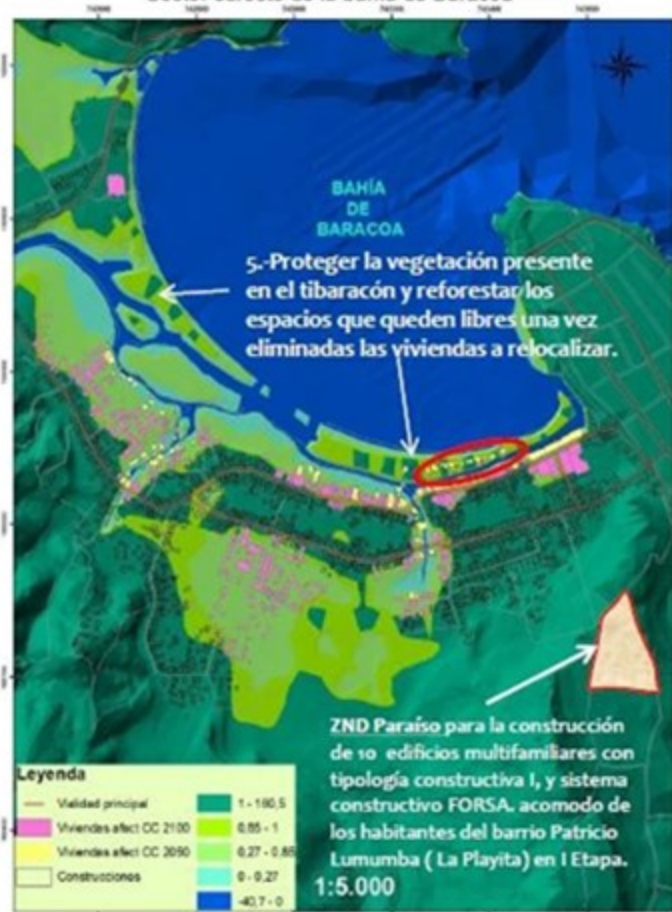 BAHÍA
DE
BARACOA
5.-Proteger la vegetación presente
en el tibaracón y reforestar los
espacios que queden libres una vez
eliminadas las viviendas a relocalizar.
ZND Paraíso para la construcción
de 10 edificios multifamiliares con
tipología constructiva I, y sistema
constructivo FORSA. acomodo de
los habitantes del barrio Patricio
Lumumba ( La Playita) en I Etapa.
1:5.000
Leyenda
Vialidad principal
Viviendas afect CC 2100
Viviendas afect CC 2050
Construcciones
1 - 180,5
0,85 - 1
0,27 - 0,85
0 - 0,27
-40,7 - 0